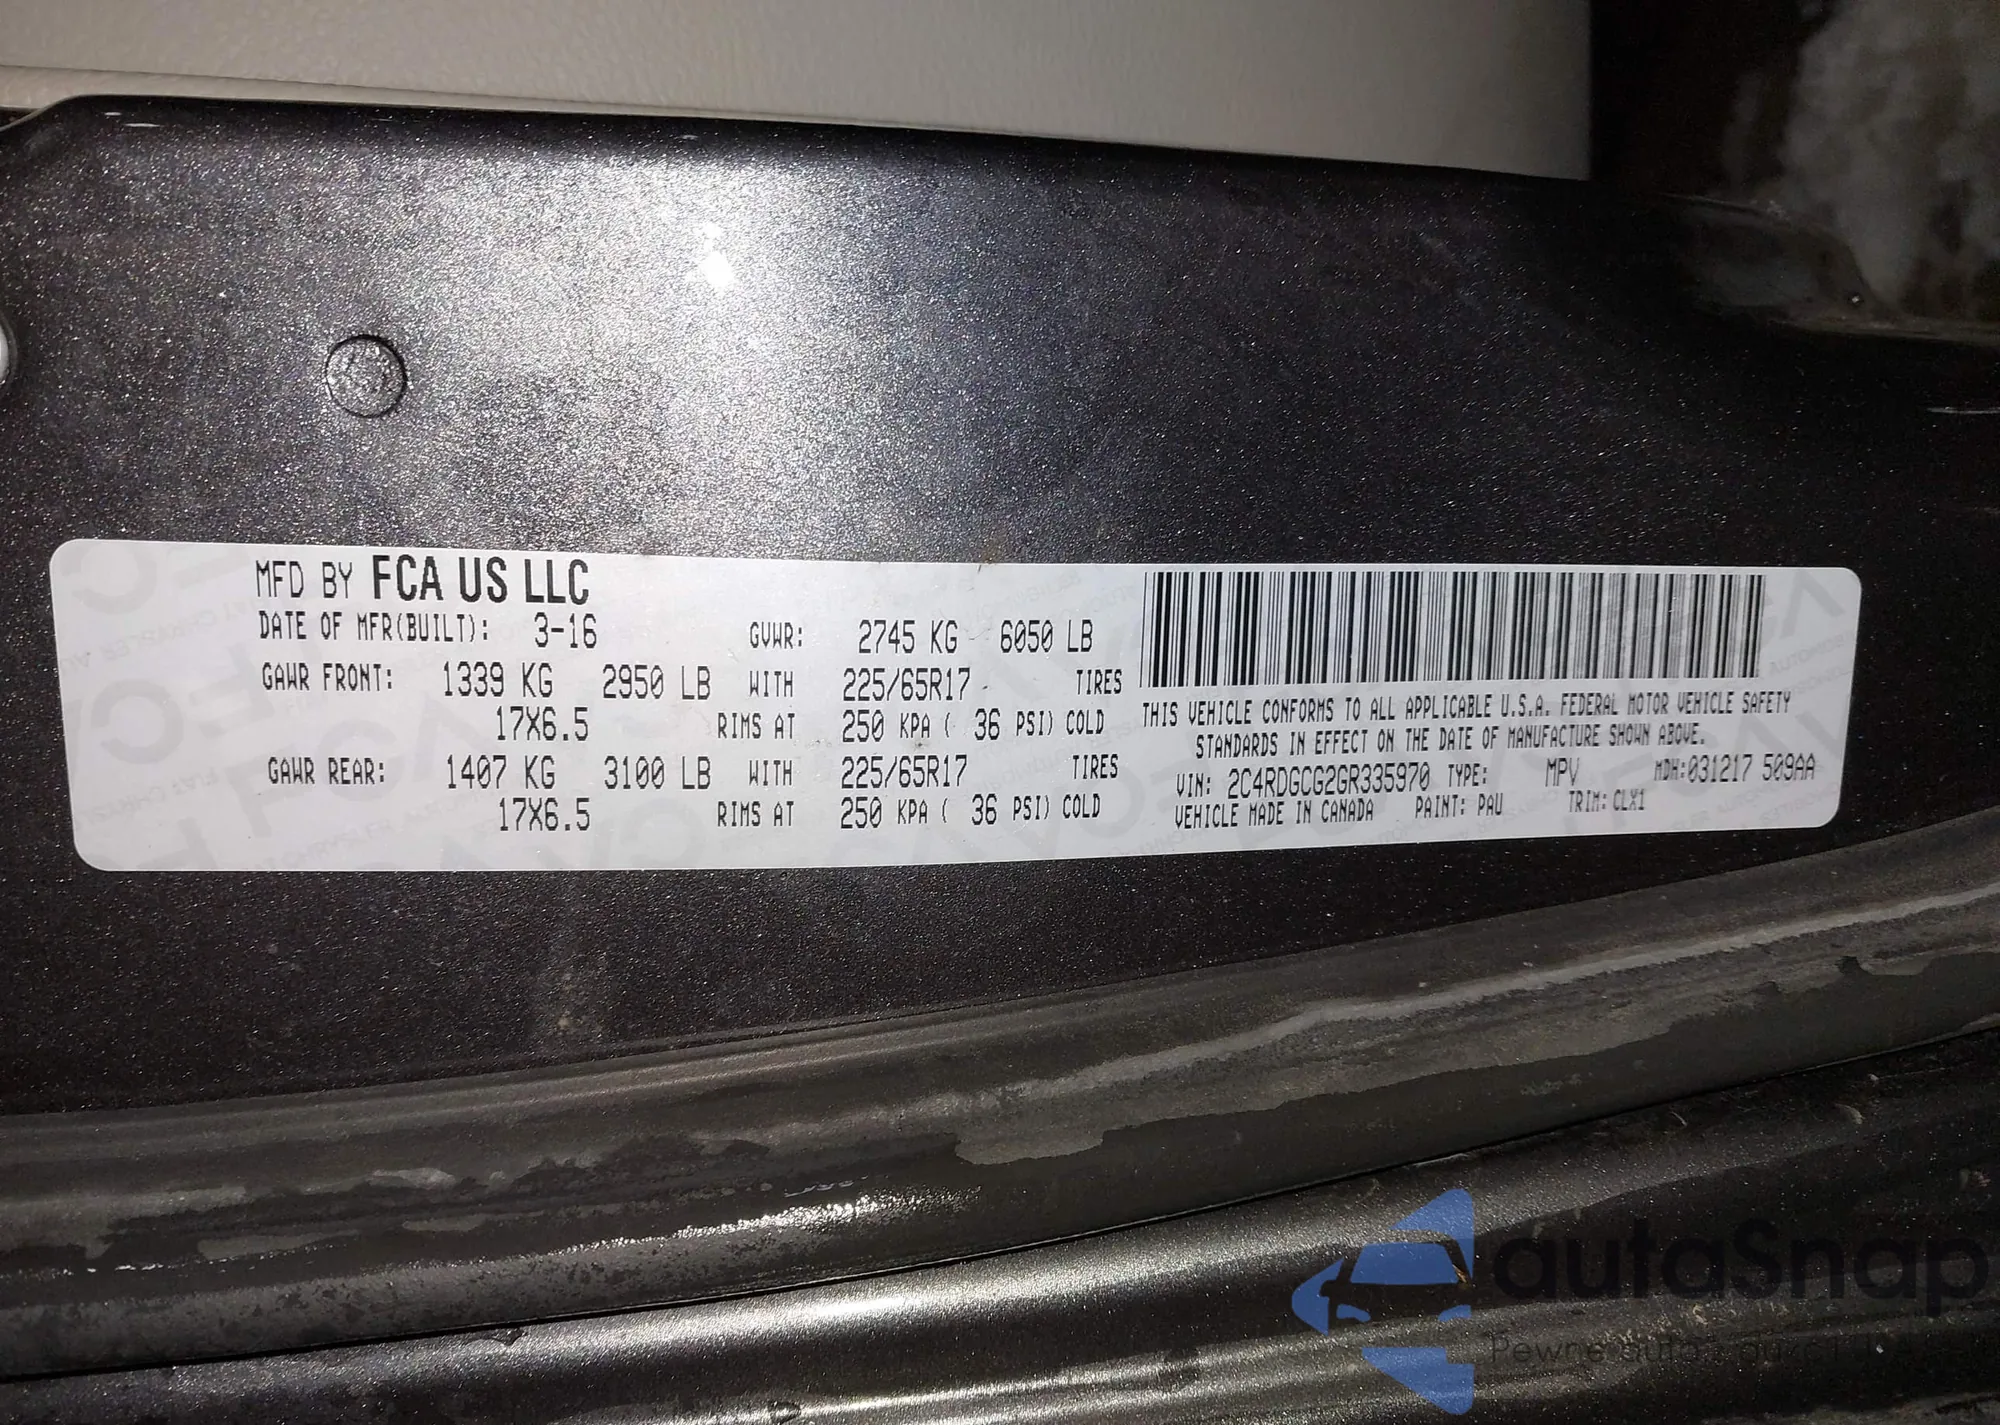 MFD BY FCA US LLC
DATE OF MFR(BUILT): 3-16 GVWR: 2745 KG 6050 LB
GAWR FRONT: 1339 KG 2950 LB WITH 225/65R17 TIRES
17X6.5 RIMS AT 250 KPA ( 36 PSI) COLD
GAWR REAR: 1407 KG 3100 LB WITH 225/65R17 TIRES
17X6.5 RIMS AT 250 KPA ( 36 PSI) COLD
THIS VEHICLE CONFORMS TO ALL APPLICABLE U.S.A. FEDERAL MOTOR VEHICLE SAFETY
STANDARDS IN EFFECT ON THE DATE OF MANUFACTURE SHOWN ABOVE.
VIN: 2C4RDGCG2GR335970 TYPE: MPV MDH:031217 509AA
VEHICLE MADE IN CANADA PAINT: PAU TRIM: CLX1
autasnap
Pewne auto